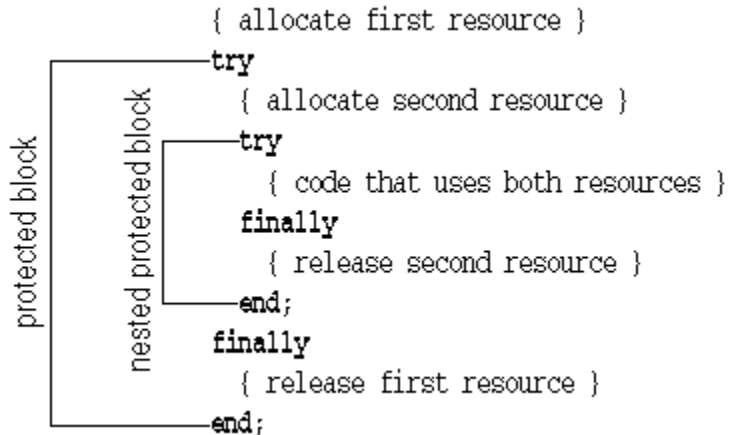 { allocate first resource }
try
{ allocate second resource }
try
{ code that uses both resources }
finally
{ release second resource }
end;
finally
{ release first resource }
end;
protected block
nested protected block